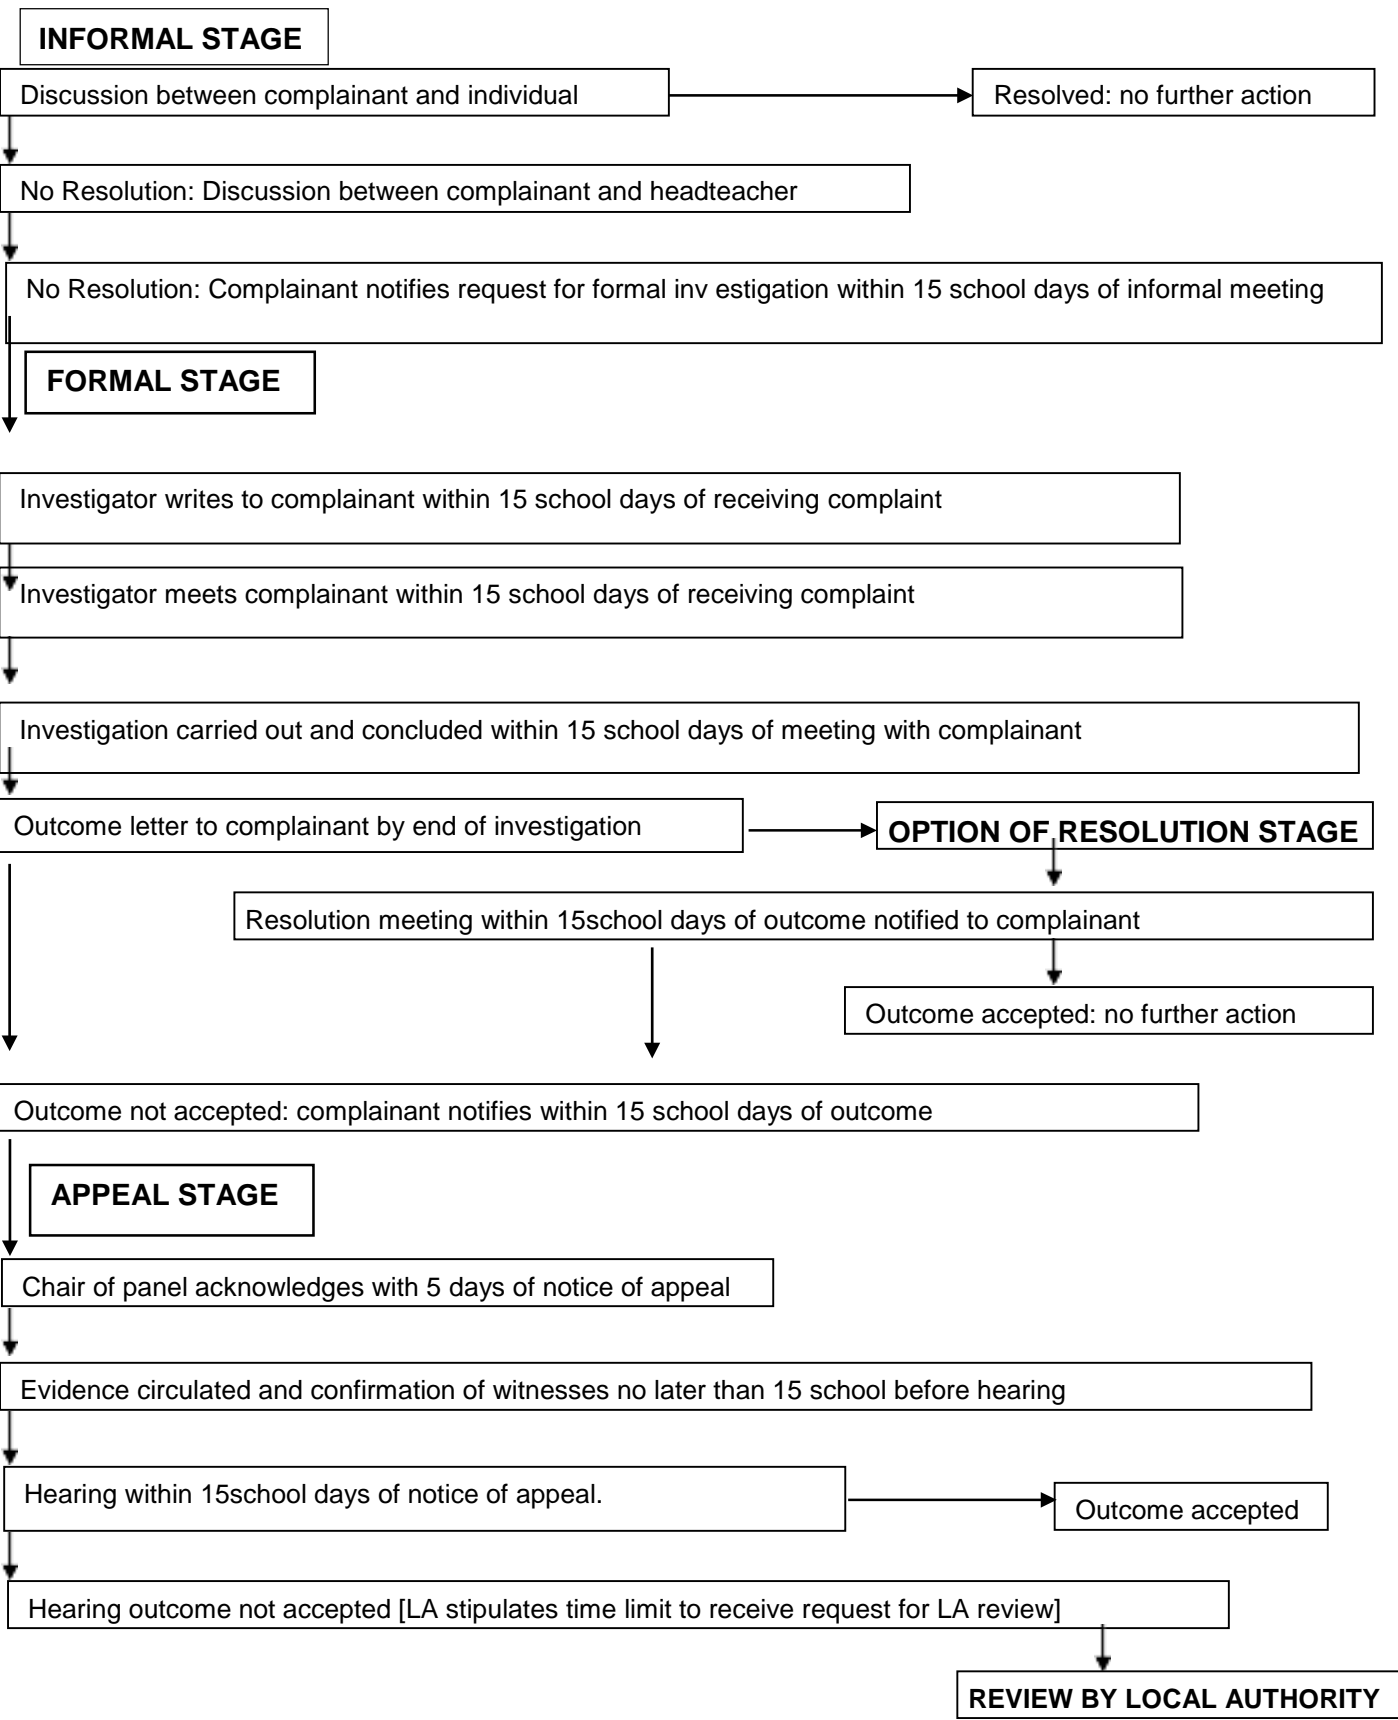 INFORMAL STAGE
Discussion between complainant and individual
Resolved: no further action
No Resolution: Discussion between complainant and headteacher
No Resolution: Complainant notifies request for formal inv estigation within 15 school days of informal meeting
FORMAL STAGE
Investigator writes to complainant within 15 school days of receiving complaint
Investigator meets complainant within 15 school days of receiving complaint
Investigation carried out and concluded within 15 school days of meeting with complainant
Outcome letter to complainant by end of investigation
OPTION OF RESOLUTION STAGE
Resolution meeting within 15school days of outcome notified to complainant
Outcome accepted: no further action
Outcome not accepted: complainant notifies within 15 school days of outcome
APPEAL STAGE
Chair of panel acknowledges with 5 days of notice of appeal
Evidence circulated and confirmation of witnesses no later than 15 school before hearing
Hearing within 15school days of notice of appeal.
Outcome accepted
Hearing outcome not accepted [LA stipulates time limit to receive request for LA review]
REVIEW BY LOCAL AUTHORITY